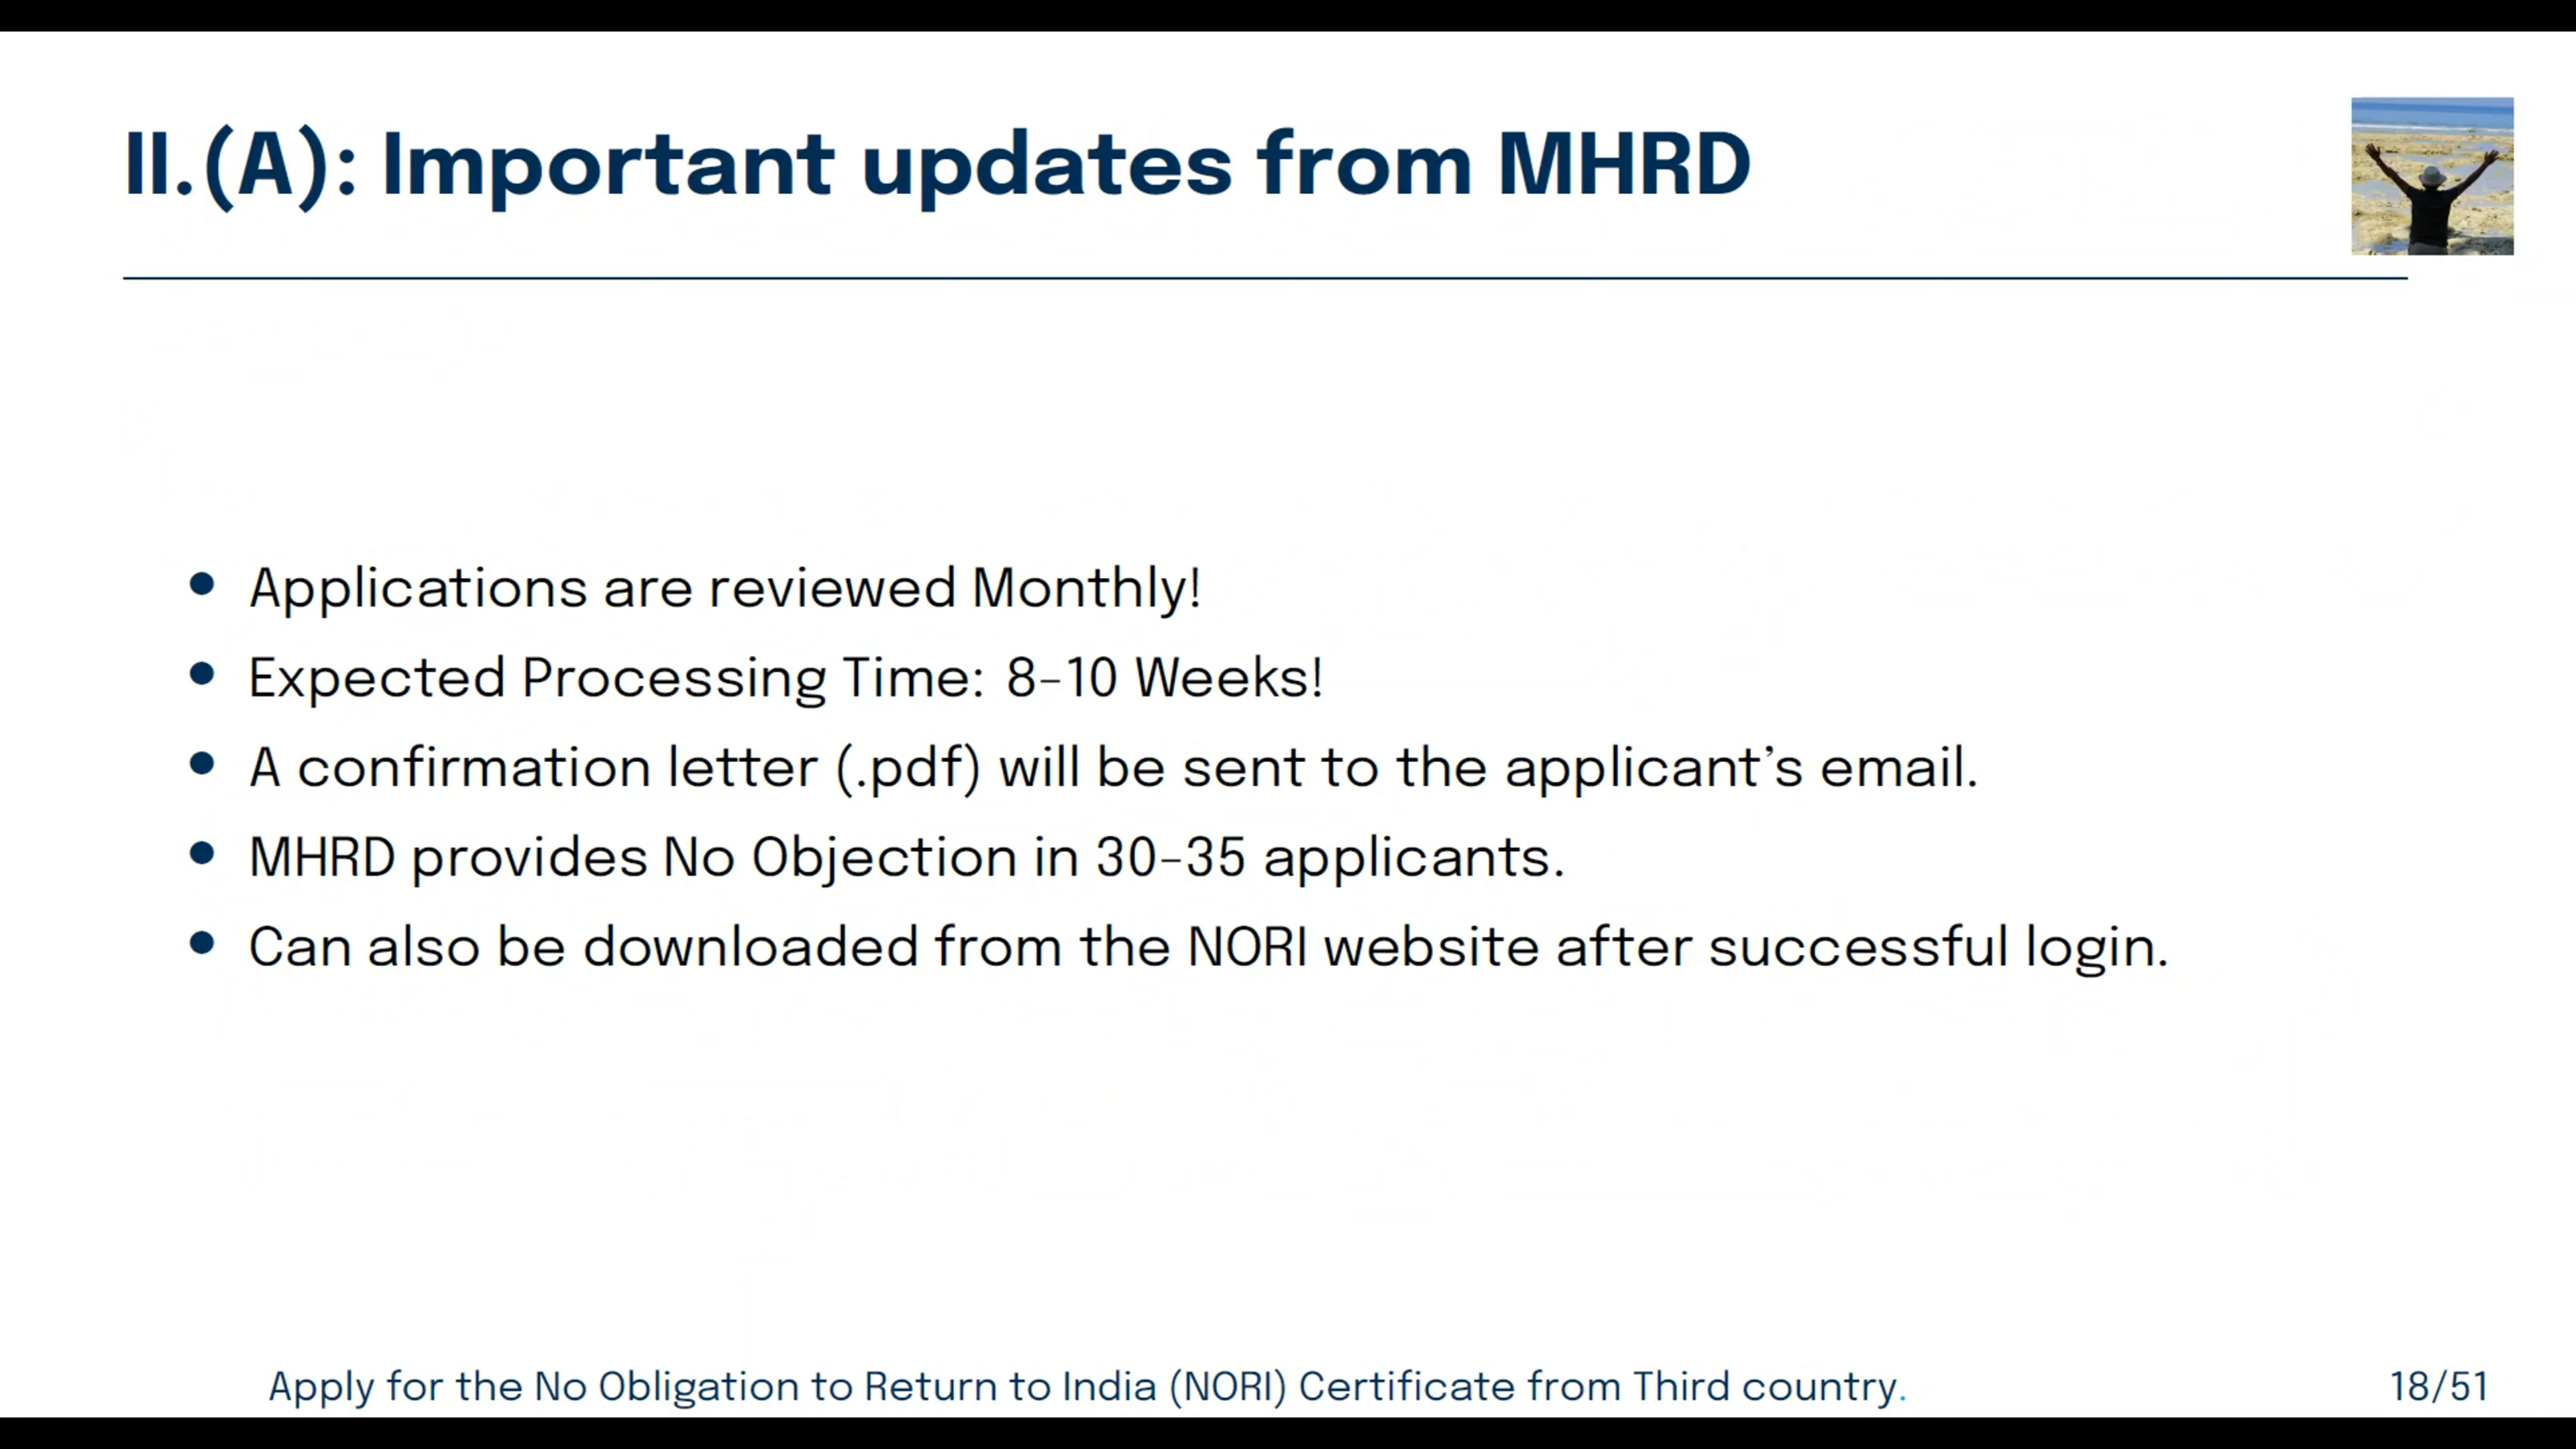 II.(A): Important updates from MHRD
• Applications are reviewed Monthly!
• Expected Processing Time: 8–10 Weeks!
• A confirmation letter (.pdf) will be sent to the applicant’s email.
• MHRD provides No Objection in 30–35 applicants.
• Can also be downloaded from the NORI website after successful login.
Apply for the No Obligation to Return to India (NORI) Certificate from Third country.
18/51